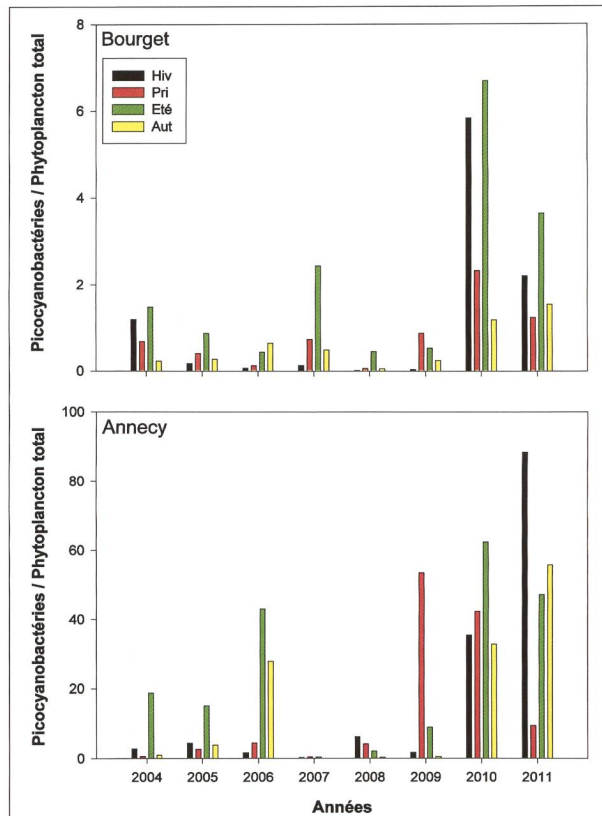 Bourget
Hiv
Pri
Eté
Aut
8
6
4
2
0
Picocyanobactéries / Phytoplancton total
Annecy
100
80
60
40
20
0
Picocyanobactéries / Phytoplancton total
2004 2005 2006 2007 2008 2009 2010 2011
Années